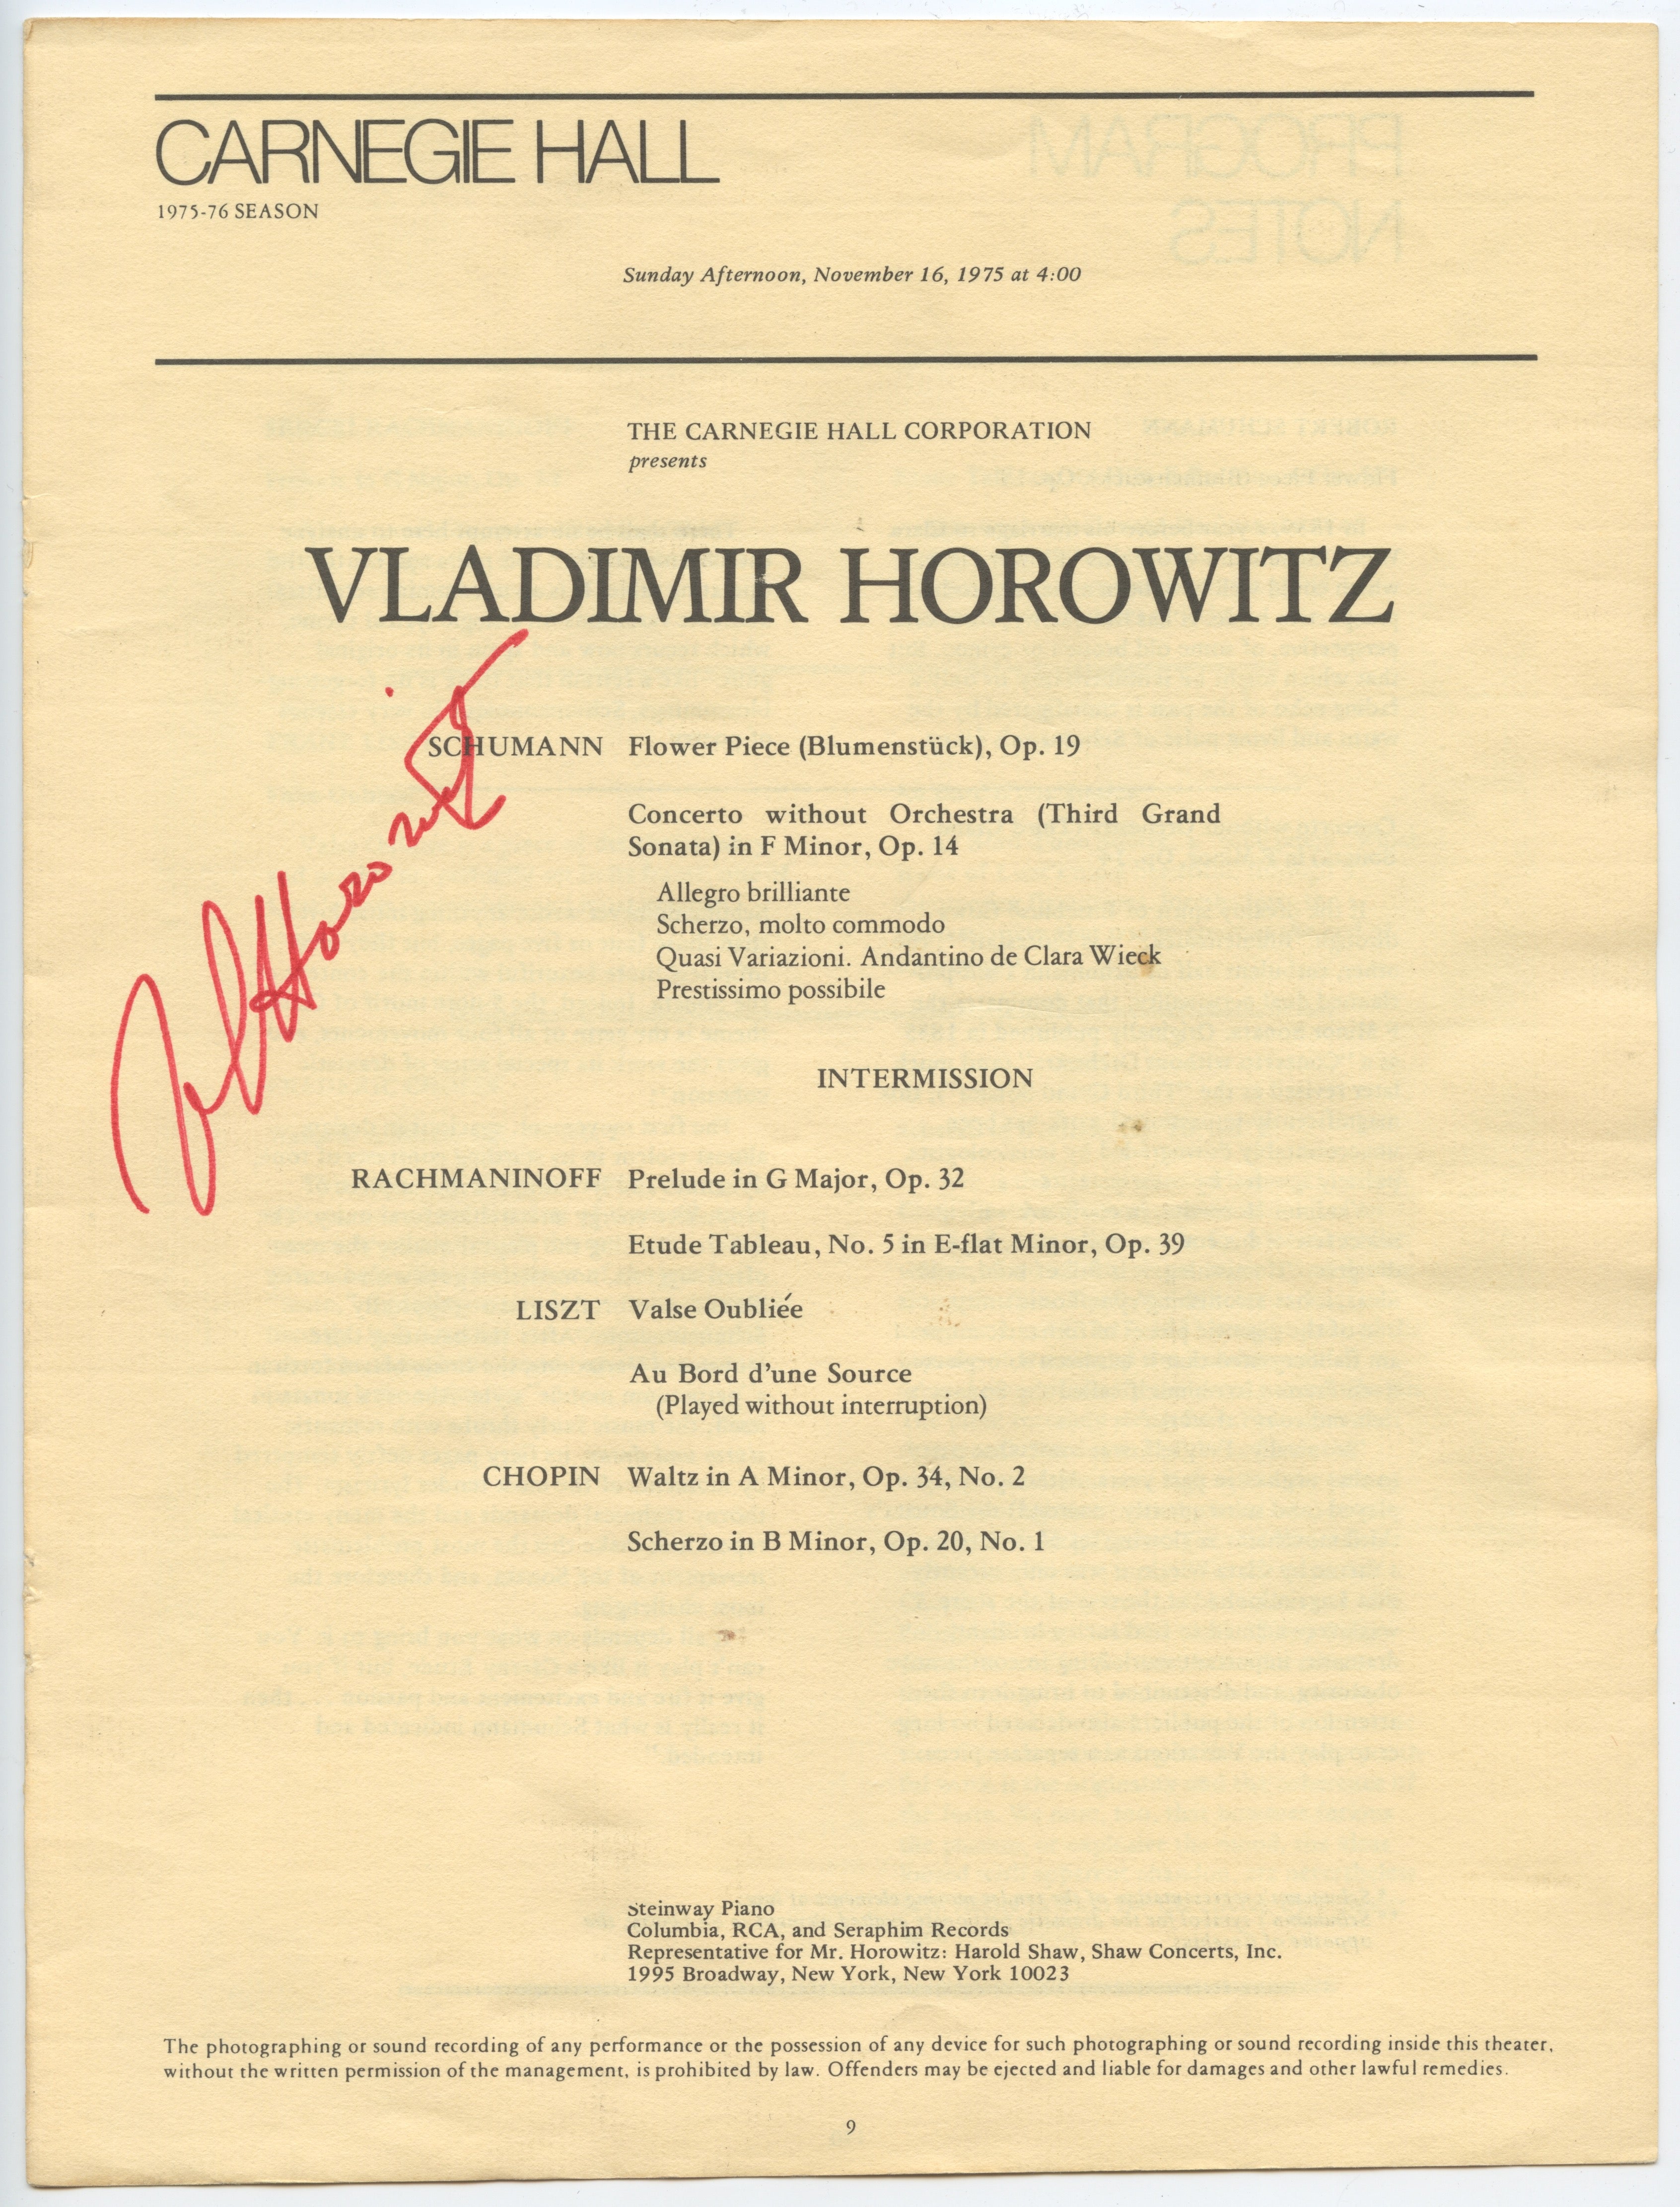 CARNEGIE HALL
1975-76 SEASON
Sunday Afternoon, November 16, 1975 at 4:00
THE CARNEGIE HALL CORPORATION
presents
VLADIMIR HOROWITZ
SCHUMANN Flower Piece (Blumenstück), Op. 19
Concerto without Orchestra (Third Grand
Sonata) in F Minor, Op. 14
Allegro brilliante
Scherzo, molto commodo
Quasi Variazioni. Andantino de Clara Wieck
Prestissimo possibile
INTERMISSION
RACHMANINOFF Prelude in G Major, Op. 32
Etude Tableau, No. 5 in E-flat Minor, Op. 39
LISZT Valse Oubliée
Au Bord d'une Source
(Played without interruption)
CHOPIN Waltz in A Minor, Op. 34, No. 2
Scherzo in B Minor, Op. 20, No. 1
Steinway Piano
Columbia, RCA, and Seraphim Records
Representative for Mr. Horowitz: Harold Shaw, Shaw Concerts, Inc.
1995 Broadway, New York, New York 10023
The photographing or sound recording of any performance or the possession of any device for such photographing or sound recording inside this theater,
without the written permission of the management, is prohibited by law. Offenders may be ejected and liable for damages and other lawful remedies.
9